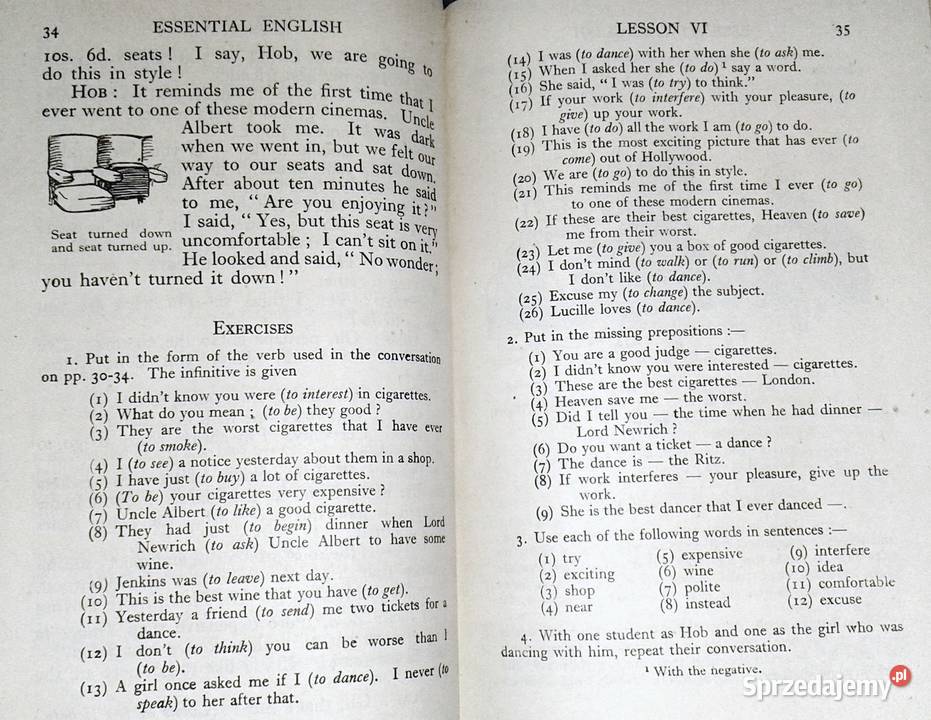 34
ESSENTIAL ENGLISH
10s. 6d. seats ! I say, Hob, we are going to
do this in style !
HOB : It reminds me of the first time that I
ever went to one of these modern cinemas. Uncle
Albert took me. It was dark
when we went in, but we felt our
way to our seats and sat down.
After about ten minutes he said
to me, “ Are you enjoying it ? ”
I said, “ Yes, but this seat is very
uncomfortable ; I can't sit on it.”
He looked and said, “ No wonder ;
you haven't turned it down ! ”
Seat turned down
and seat turned up.
EXERCISES
1. Put in the form of the verb used in the conversation
on pp. 30-34. The infinitive is given
(1) I didn't know you were (to interest) in cigarettes.
(2) What do you mean ; (to be) they good ?
(3) They are the worst cigarettes that I have ever
(to smoke).
(4) I (to see) a notice yesterday about them in a shop.
(5) I have just (to buy) a lot of cigarettes.
(6) (To be) your cigarettes very expensive ?
(7) Uncle Albert (to like) a good cigarette.
(8) They had just (to begin) dinner when Lord
Newrich (to ask) Uncle Albert to have some
wine.
(9) Jenkins was (to leave) next day.
(10) This is the best wine that you have (to get).
(11) Yesterday a friend (to send) me two tickets for a
dance.
(12) I don't (to think) you can be worse than I
(to be).
(13) A girl once asked me if I (to dance). I never (to
speak) to her after that.
LESSON VI
35
(14) I was (to dance) with her when she (to ask) me.
(15) When I asked her she (to do) ¹ say a word.
(16) She said, “ I was (to try) to think.”
(17) If your work (to interfere) with your pleasure, (to
give) up your work.
(18) I have (to do) all the work I am (to go) to do.
(19) This is the most exciting picture that has ever (to
come) out of Hollywood.
(20) We are (to go) to do this in style.
(21) This reminds me of the first time I ever (to go)
to one of these modern cinemas.
(22) If these are their best cigarettes, Heaven (to save)
me from their worst.
(23) Let me (to give) you a box of good cigarettes.
(24) I don't mind (to walk) or (to run) or (to climb), but
I don't like (to dance).
(25) Excuse my (to change) the subject.
(26) Lucille loves (to dance).
2. Put in the missing prepositions :—
(1) You are a good judge — cigarettes.
(2) I didn't know you were interested — cigarettes.
(3) These are the best cigarettes — London.
(4) Heaven save me — the worst.
(5) Did I tell you — the time when he had dinner —
Lord Newrich ?
(6) Do you want a ticket — a dance ?
(7) The dance is — the Ritz.
(8) If work interferes — your pleasure, give up the
work.
(9) She is the best dancer that I ever danced —.
3. Use each of the following words in sentences :—
(1) try (5) expensive (9) interfere
(2) exciting (6) wine (10) idea
(3) shop (7) polite (11) comfortable
(4) near (8) instead (12) excuse
4. With one student as Hob and one as the girl who was
dancing with him, repeat their conversation.
¹ With the negative.
Sprzedajemy.pl